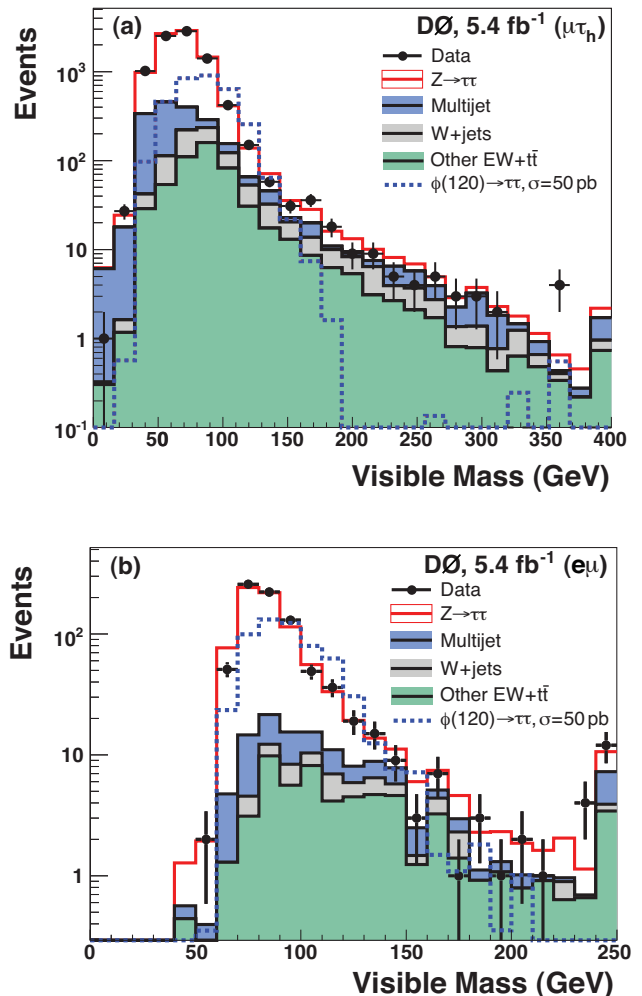 (a)
DØ, 5.4 fb⁻¹ (μτₕ)
Data
Z→ττ
Multijet
W+jets
Other EW+tt̄
ϕ(120)→ττ, σ=50 pb
Events
10³
10²
10
1
10⁻¹
0 50 100 150 200 250 300 350 400
Visible Mass (GeV)
(b)
DØ, 5.4 fb⁻¹ (eμ)
Data
Z→ττ
Multijet
W+jets
Other EW+tt̄
ϕ(120)→ττ, σ=50 pb
Events
10²
10
1
0 50 100 150 200 250
Visible Mass (GeV)